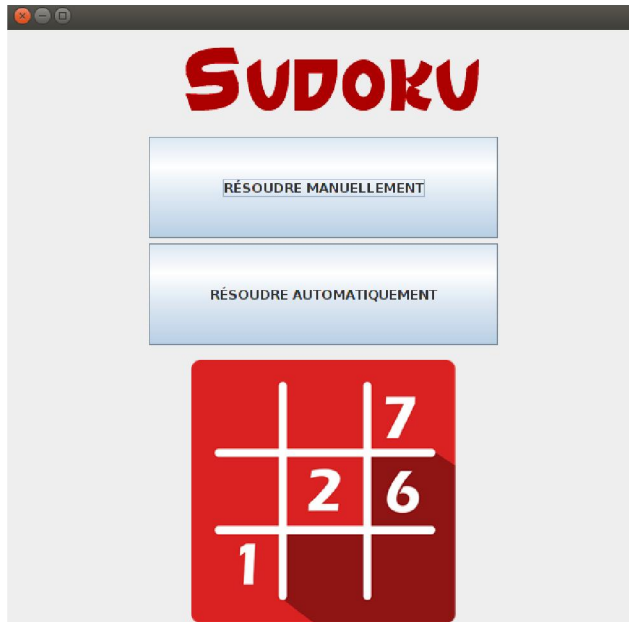 SUDOKU
RÉSOUDRE MANUELLEMENT
RÉSOUDRE AUTOMATIQUEMENT
7
2 6
1